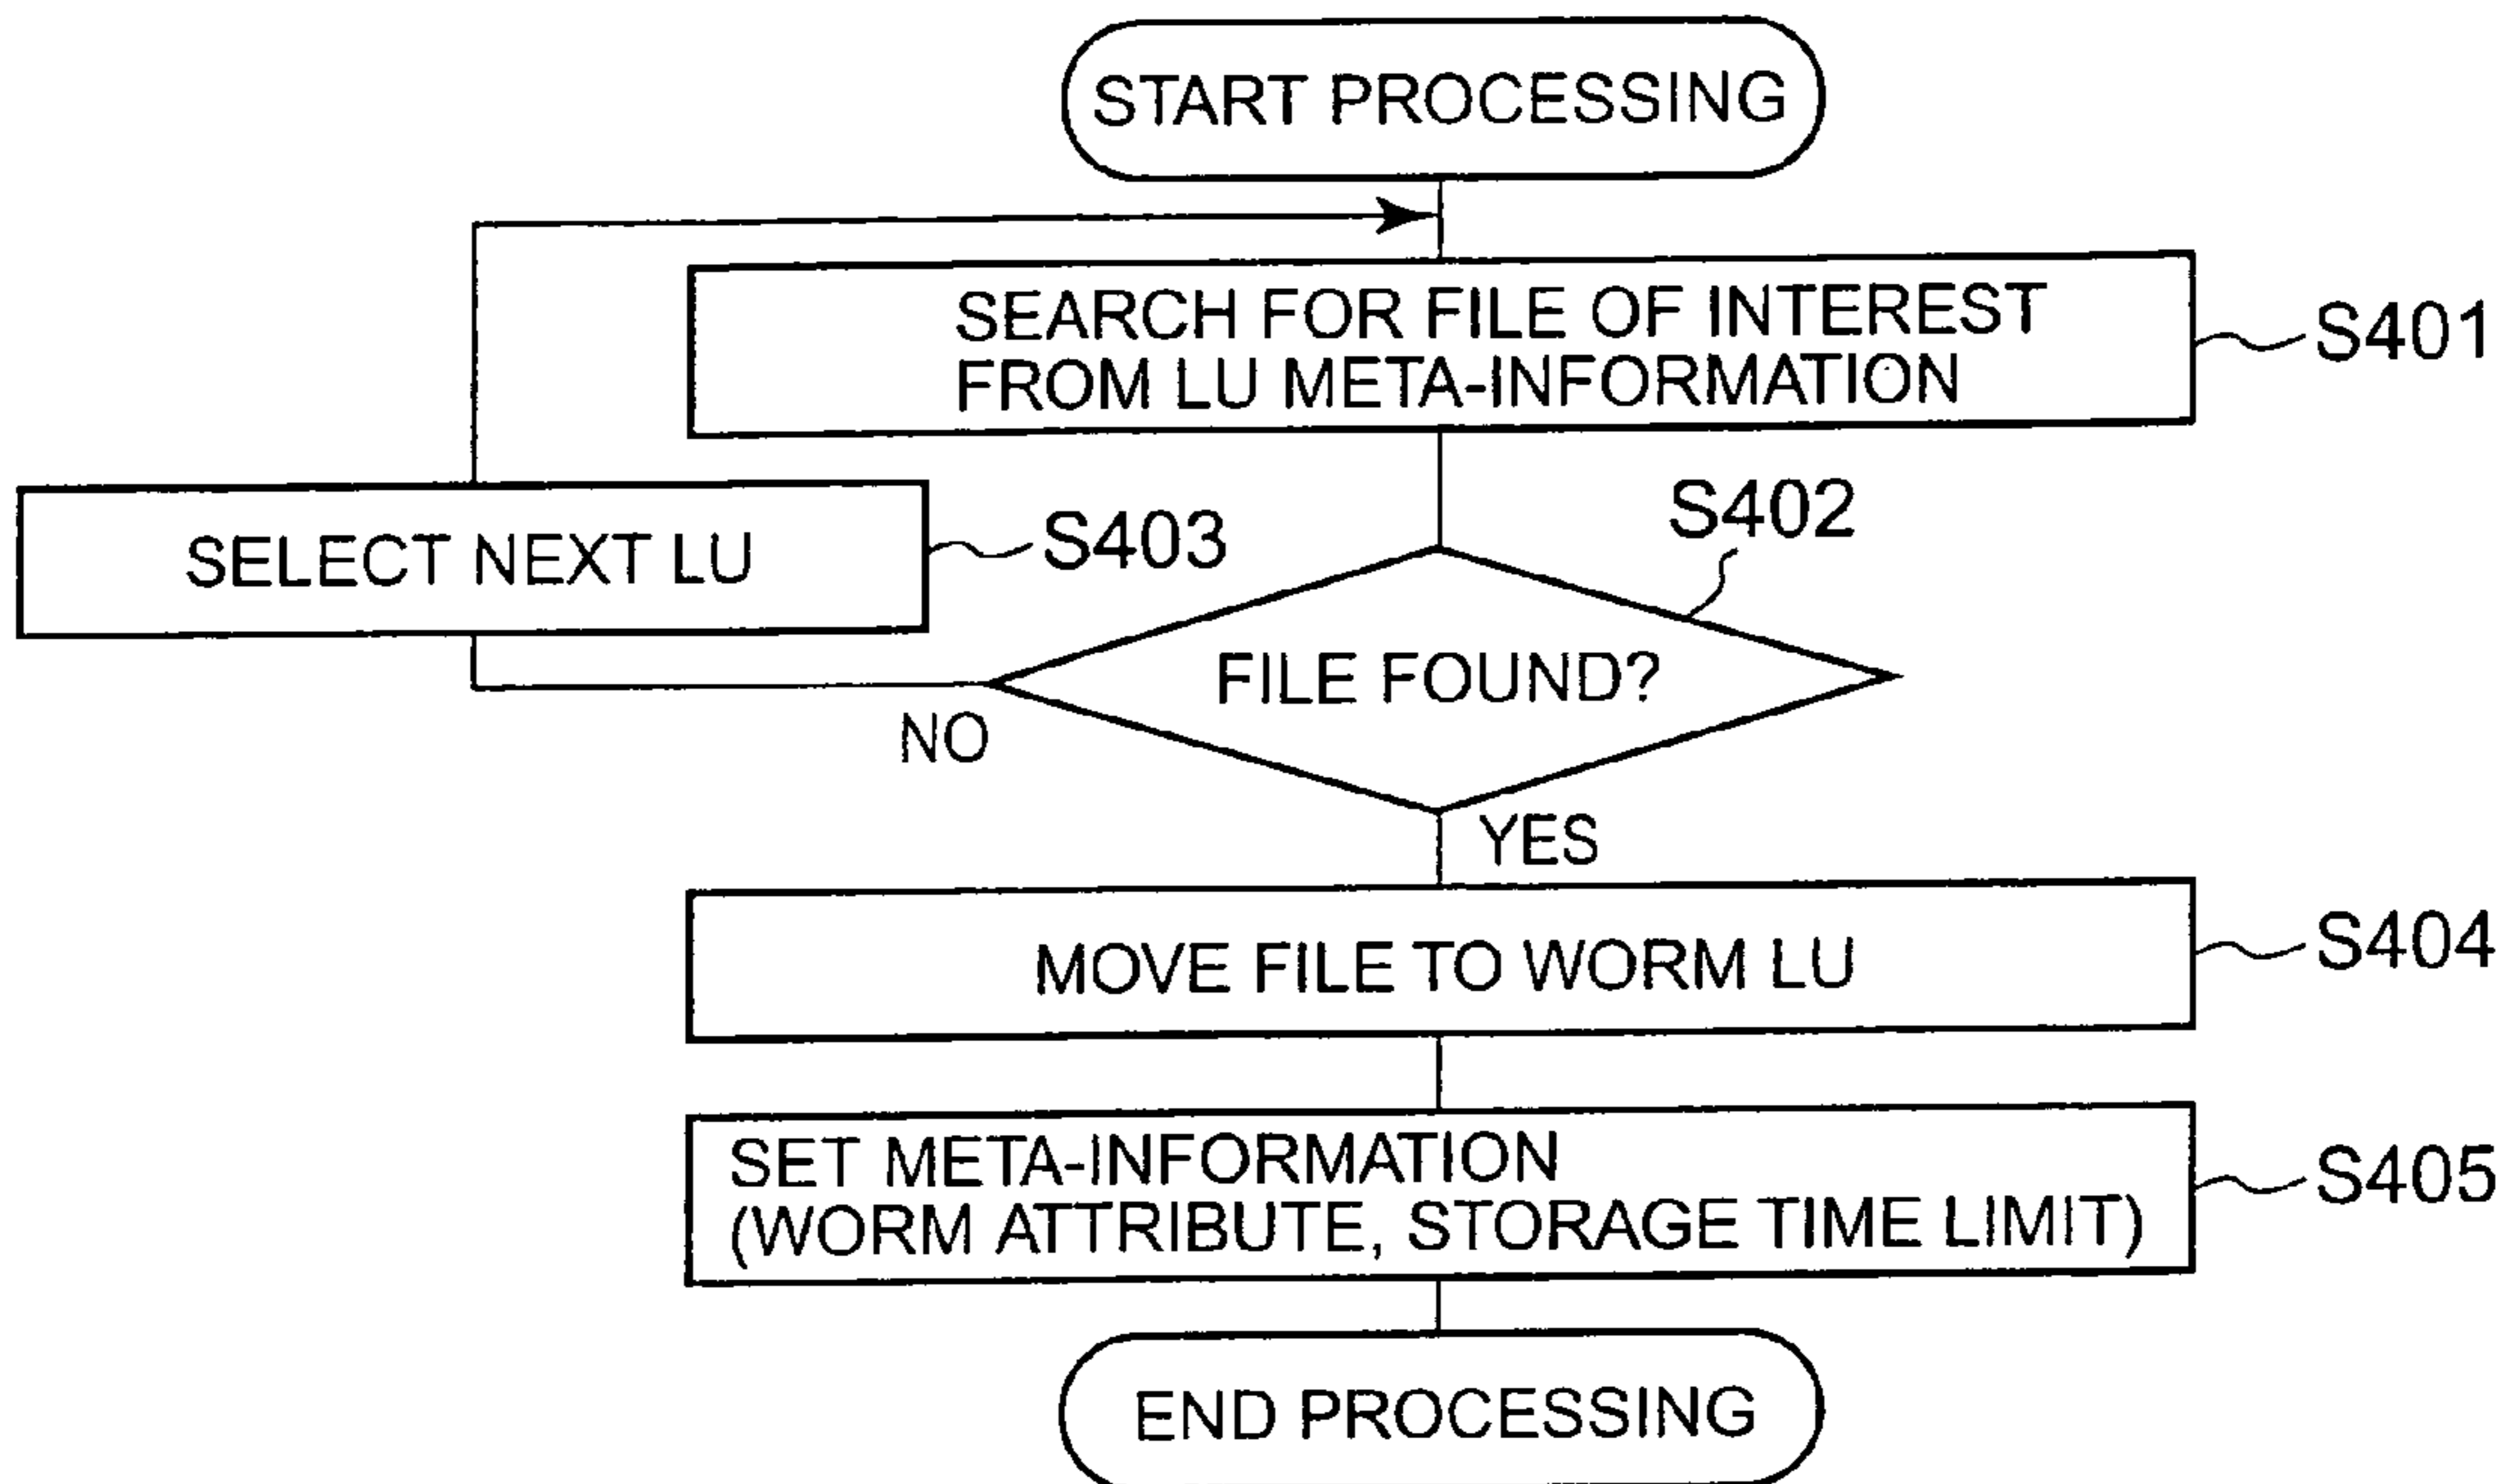 START PROCESSING
SEARCH FOR FILE OF INTEREST
FROM LU META-INFORMATION
S401
SELECT NEXT LU
S403
S402
FILE FOUND?
NO
YES
MOVE FILE TO WORM LU
S404
SET META-INFORMATION
(WORM ATTRIBUTE, STORAGE TIME LIMIT)
S405
END PROCESSING